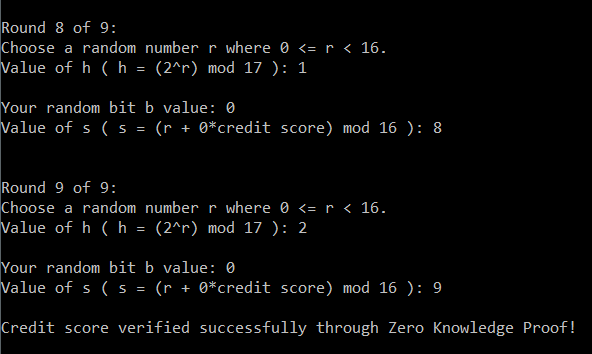 Round 8 of 9:
Choose a random number r where 0 <= r < 16.
Value of h ( h = (2^r) mod 17 ): 1
Your random bit b value: 0
Value of s ( s = (r + 0*credit score) mod 16 ): 8
Round 9 of 9:
Choose a random number r where 0 <= r < 16.
Value of h ( h = (2^r) mod 17 ): 2
Your random bit b value: 0
Value of s ( s = (r + 0*credit score) mod 16 ): 9
Credit score verified successfully through Zero Knowledge Proof!